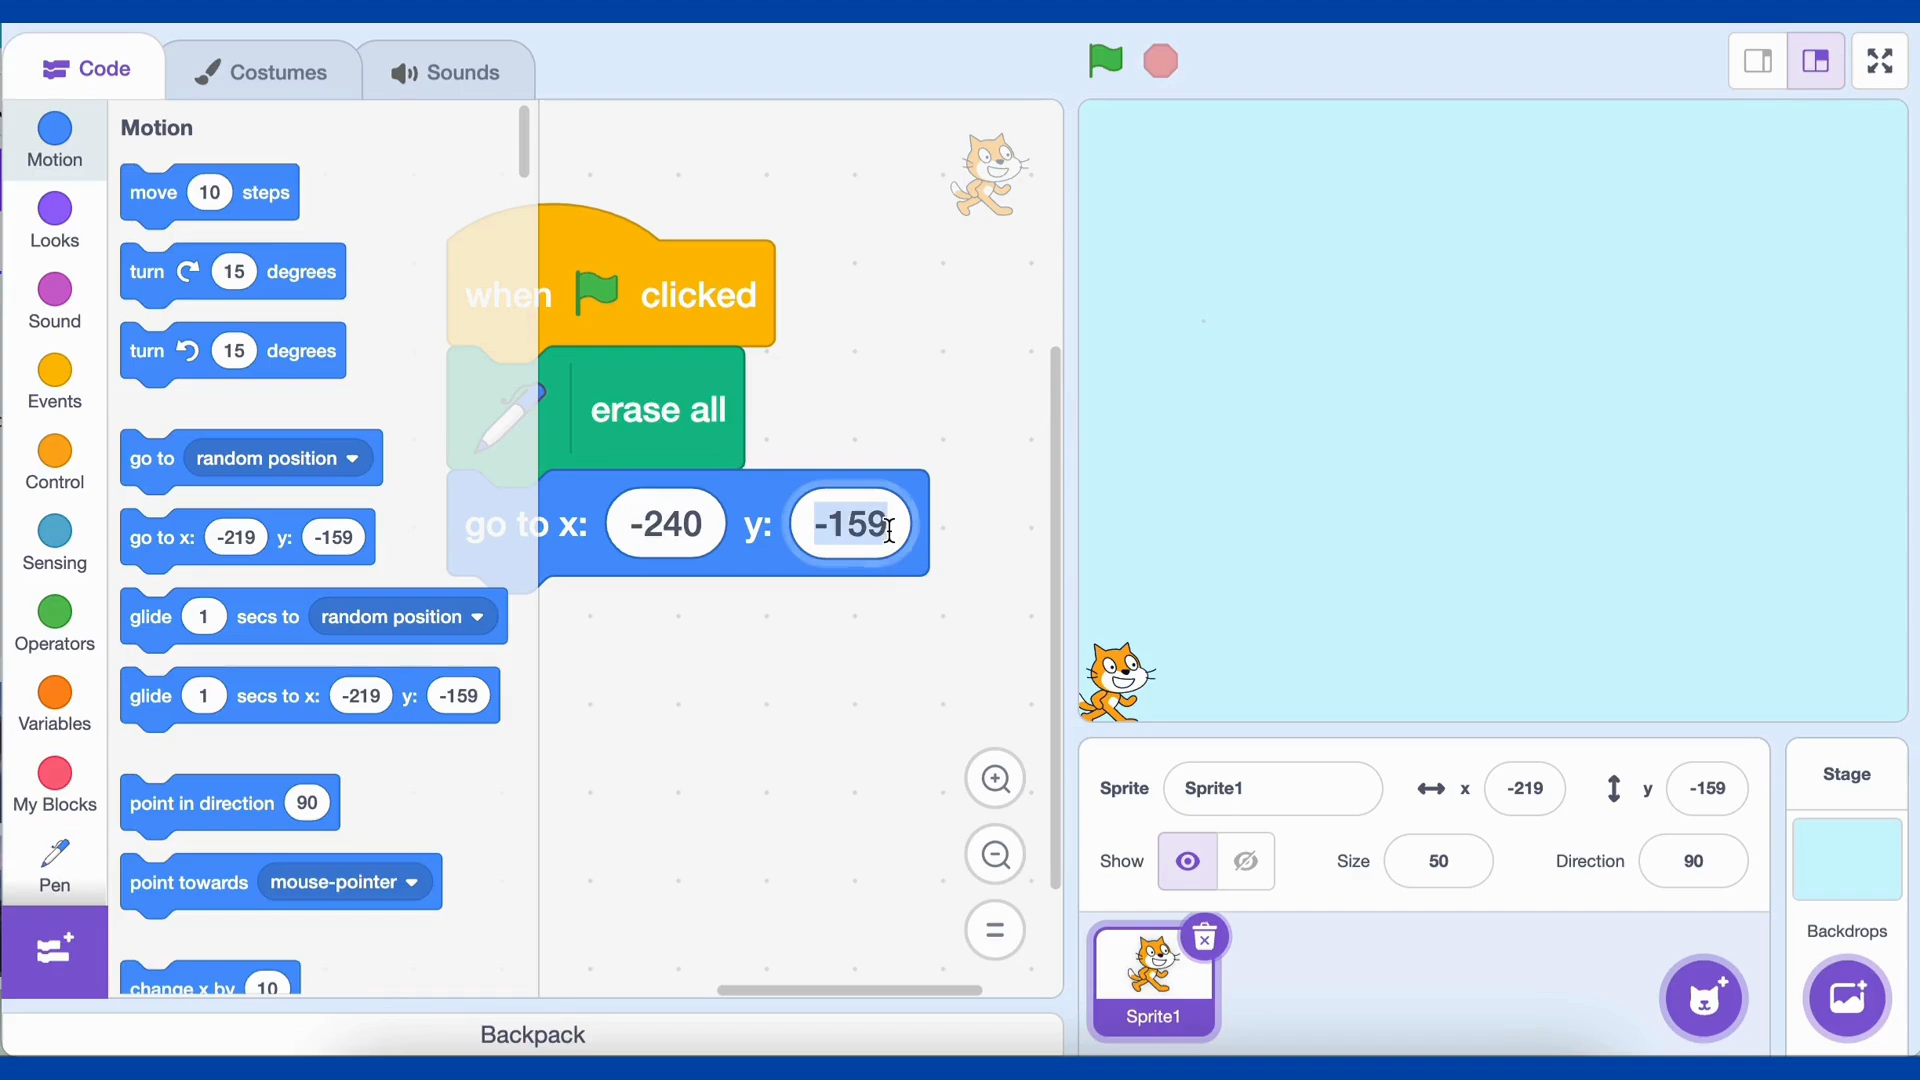 Code
Costumes
Sounds
Motion
Looks
Sound
Events
Control
Sensing
Operators
Variables
My Blocks
Pen
Motion
move 10 steps
turn 15 degrees
turn 15 degrees
go to random position
go to x: -219 y: -159
glide 1 secs to random position
glide 1 secs to x: -219 y: -159
point in direction 90
point towards mouse-pointer
change x by 10
when clicked
erase all
go to x: -240 y: -159
Backpack
Sprite Sprite1 x -219 y -159
Show Size 50 Direction 90
Sprite1
Stage
Backdrops